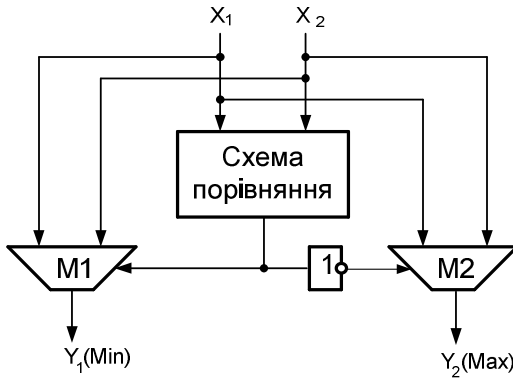 X1 X2
Схема
порівняння
M1 1 M2
Y1(Min) Y2(Max)